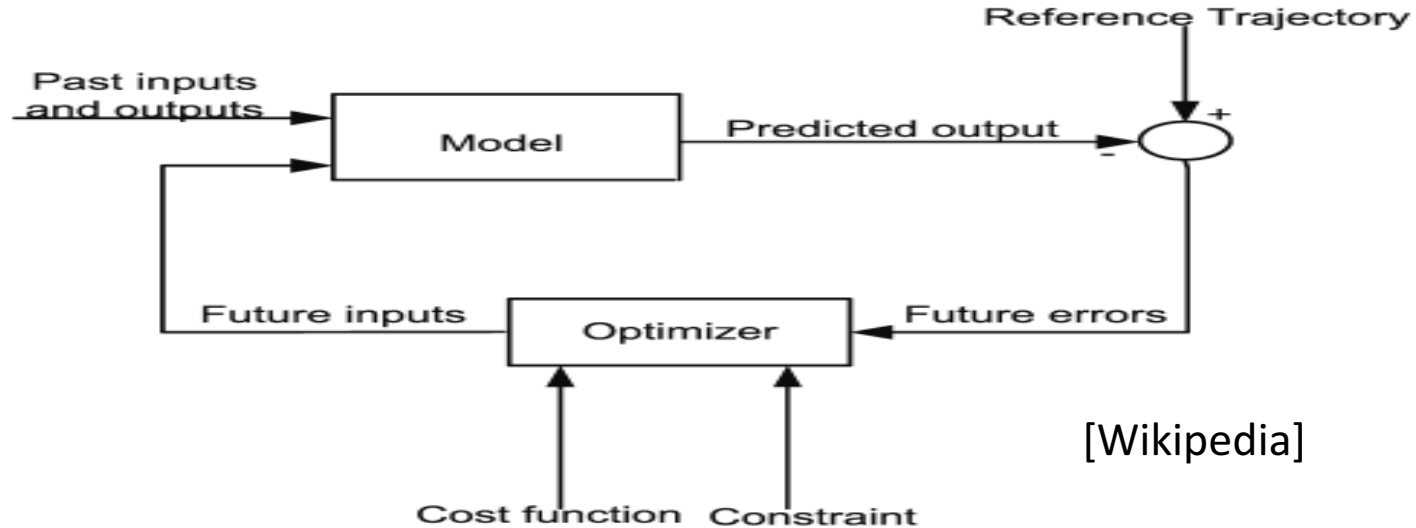 Reference Trajectory
Past inputs
and outputs
+
Model
Predicted output
-
Future inputs
Optimizer
Future errors
[Wikipedia]
Cost function
Constraint